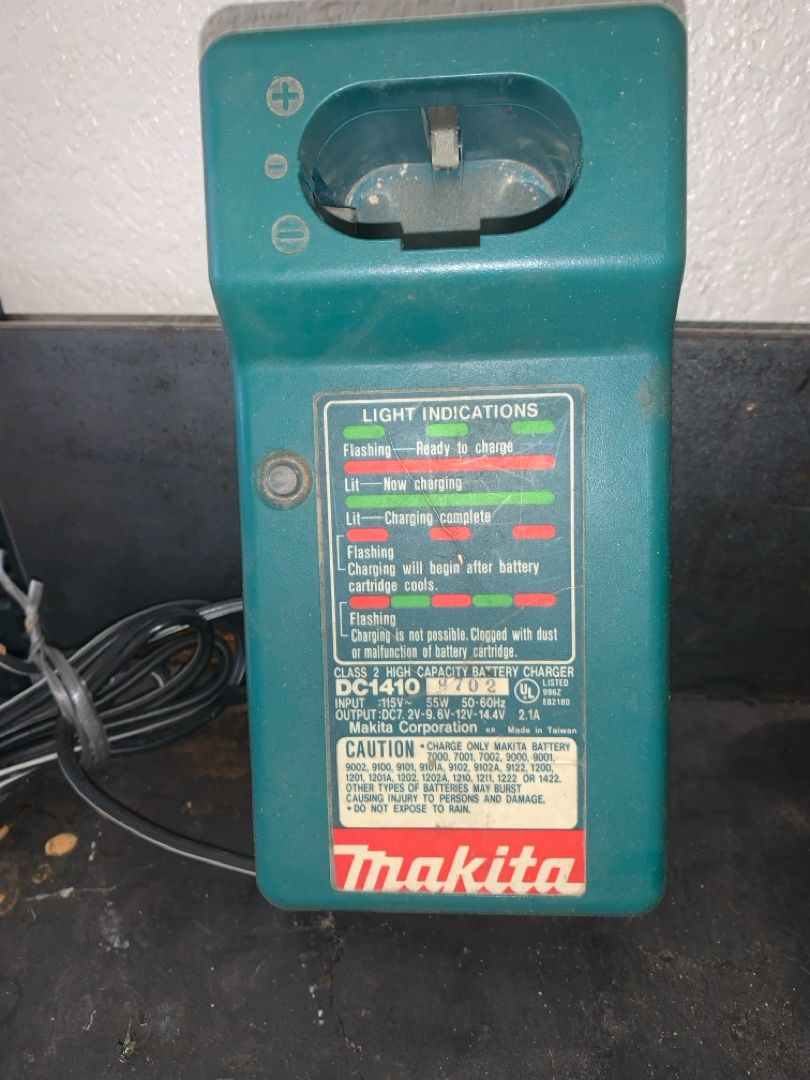 LIGHT INDICATIONS
Flashing—Ready to charge
Lit—Now charging
Lit—Charging complete
Flashing
Charging will begin after battery
cartridge cools.
Flashing
Charging is not possible. Clogged with dust
or malfunction of battery cartridge.
CLASS 2 HIGH CAPACITY BATTERY CHARGER
DC1410 9702 UL LISTED
996Z
E82180
INPUT :115V~ 55W 50-60Hz
OUTPUT:DC7.2V-9.6V-12V-14.4V 2.1A
Makita Corporation KR Made in Taiwan
CAUTION • CHARGE ONLY MAKITA BATTERY
7000, 7001, 7002, 9000, 9001,
9002, 9100, 9101, 9101A, 9102, 9102A, 9122, 1200,
1201, 1201A, 1202, 1202A, 1210, 1211, 1222 OR 1422.
OTHER TYPES OF BATTERIES MAY BURST
CAUSING INJURY TO PERSONS AND DAMAGE.
• DO NOT EXPOSE TO RAIN.
makita